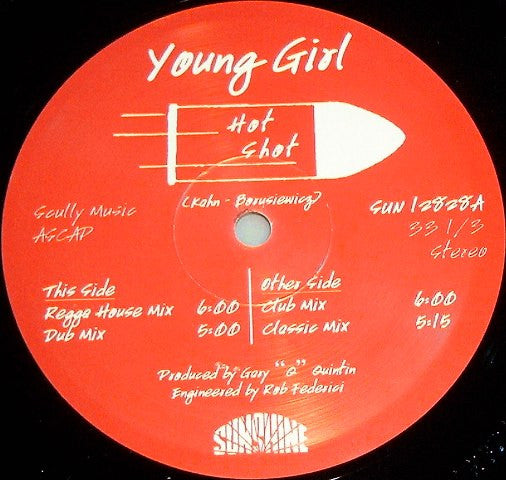 Young Girl
Hot
Shot
(Kahn - Borusiewicz)
Scully Music
ASCAP
SUN 12828A
33 1/3
Stereo
This Side
Regga House Mix 6:00
Dub Mix 5:00
Other Side
Club Mix 6:00
Classic Mix 5:15
Produced by Gary "Q" Quintin
Engineered by Rob Federici
SUNSHINE